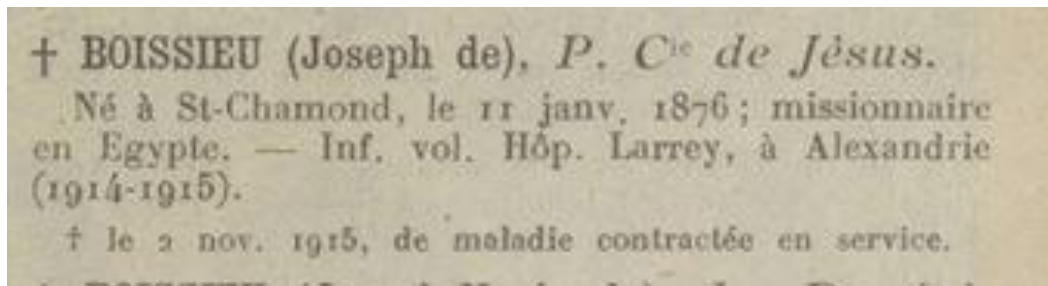 † BOISSIEU (Joseph de), P. Cie de Jésus.
Né à St-Chamond, le 11 janv. 1876 ; missionnaire
en Egypte. — Inf. vol. Hôp. Larrey, à Alexandrie
(1914-1915).
† le 2 nov. 1915, de maladie contractée en service.